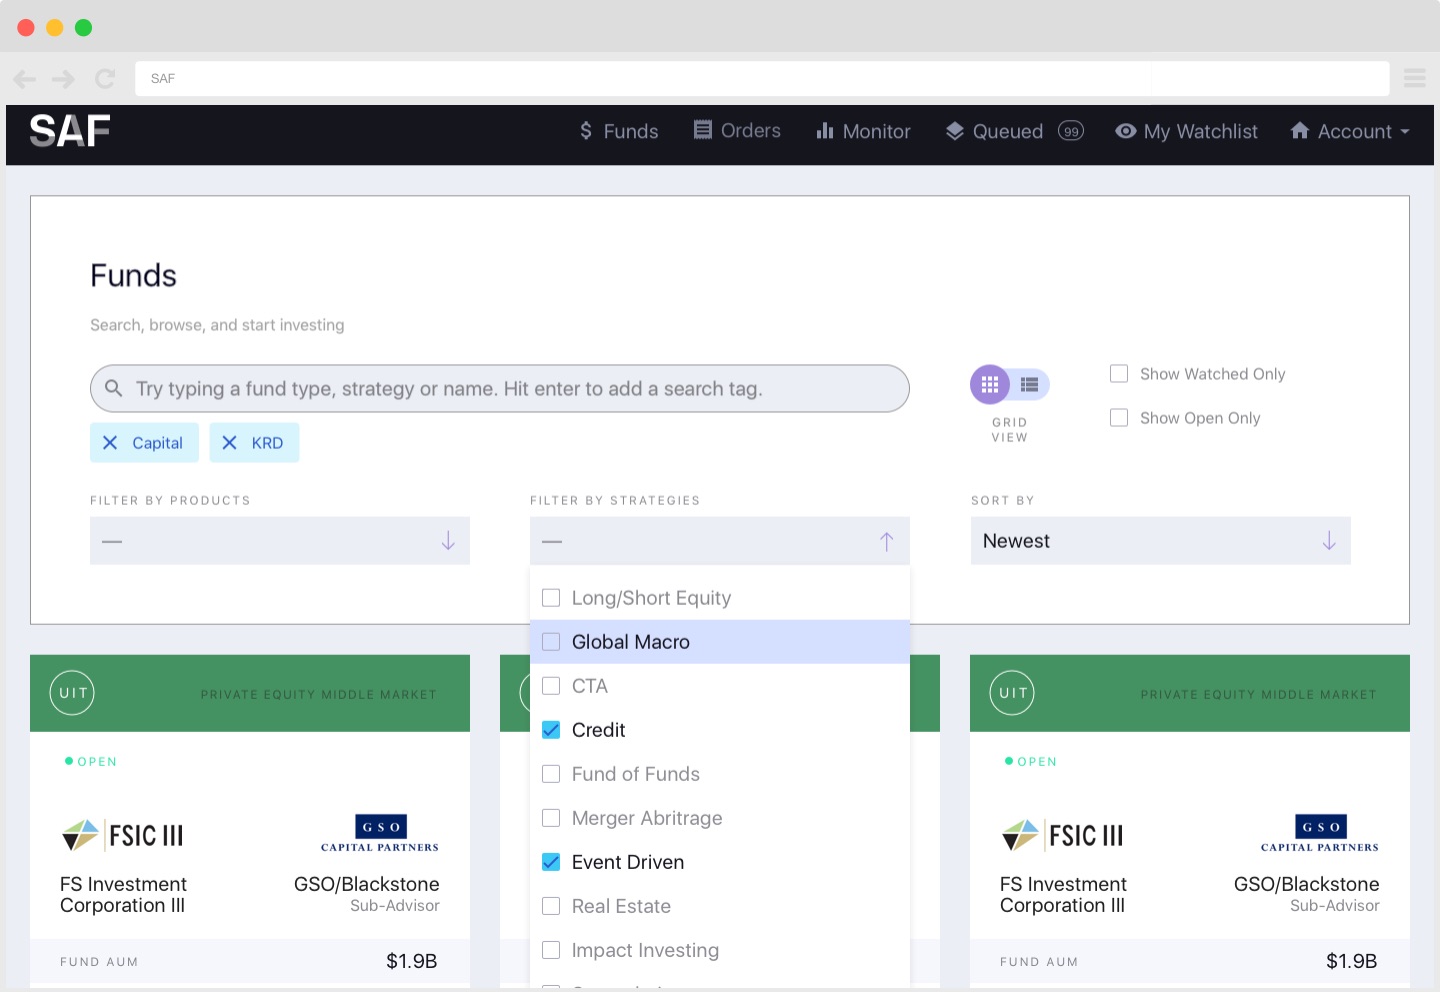 SAF
SAF
Funds
Orders
Monitor
Queued
99
My Watchlist
Account
Funds
Search, browse, and start investing
Try typing a fund type, strategy or name. Hit enter to add a search tag.
GRID
VIEW
Show Watched Only
Show Open Only
Capital
KRD
FILTER BY PRODUCTS
—
FILTER BY STRATEGIES
—
SORT BY
Newest
Long/Short Equity
Global Macro
CTA
Credit
Fund of Funds
Merger Abritrage
Event Driven
Real Estate
Impact Investing
UIT
PRIVATE EQUITY MIDDLE MARKET
OPEN
FSIC III
GSO
CAPITAL PARTNERS
FS Investment
Corporation III
GSO/Blackstone
Sub-Advisor
FUND AUM
$1.9B
UIT
PRIVATE EQUITY MIDDLE MARKET
OPEN
FSIC III
GSO
CAPITAL PARTNERS
FS Investment
Corporation III
GSO/Blackstone
Sub-Advisor
FUND AUM
$1.9B